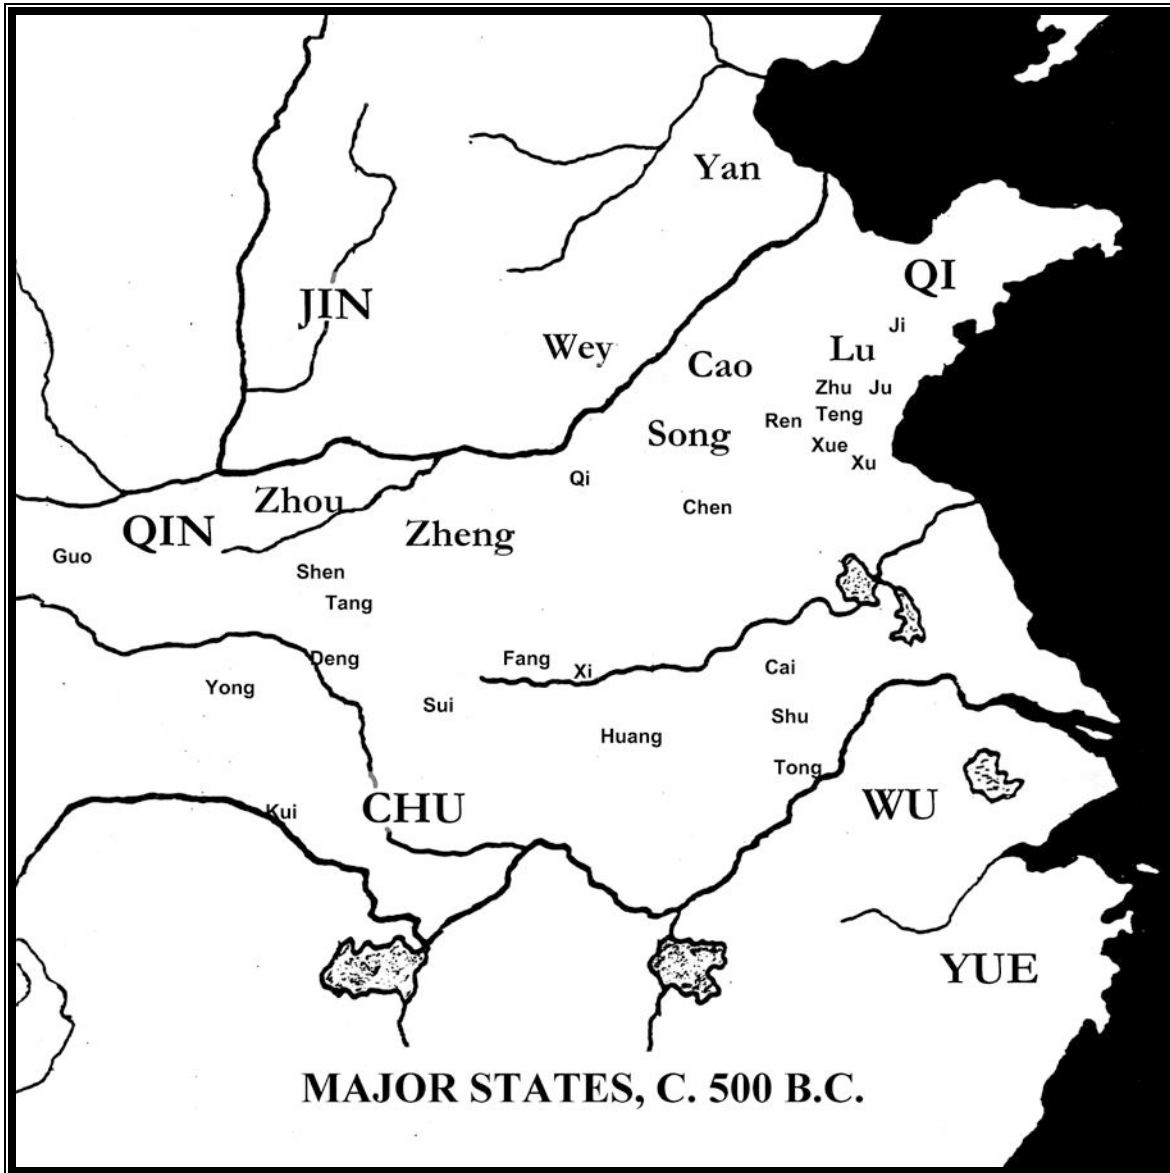 Yan
QI
JIN
Ji
Wey
Lu
Cao
Zhu
Ju
Teng
Ren
Song
Xue
Xu
Qi
Zhou
Chen
QIN
Zheng
Guo
Shen
Tang
Deng
Fang
Xi
Cai
Yong
Sui
Shu
Huang
Tong
WU
CHU
Kui
YUE
MAJOR STATES, C. 500 B.C.